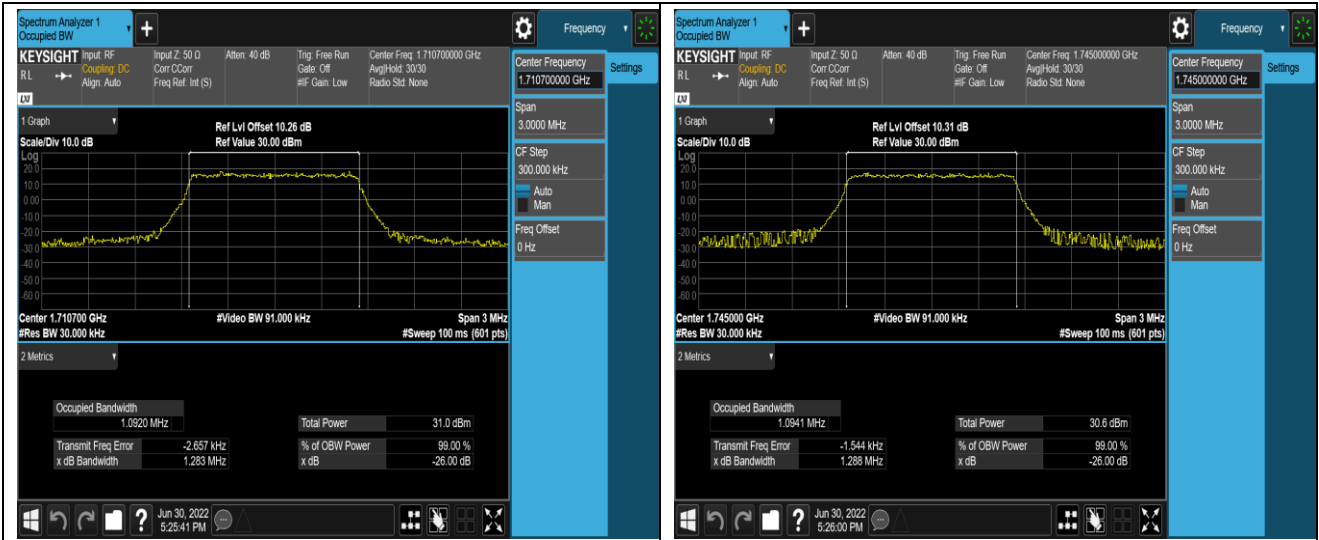 Spectrum Analyzer 1
Occupied BW
Frequency
KEYSIGHT
R L
LXI
Input: RF
Coupling: DC
Align: Auto
Input Z: 50 Ω
Corr CCorr
Freq Ref: Int (S)
Atten: 40 dB
Trig: Free Run
Gate: Off
#IF Gain: Low
Center Freq: 1.710700000 GHz
Avg|Hold: 30/30
Radio Std: None
Center Frequency
1.710700000 GHz
Settings
Span
3.0000 MHz
CF Step
300.000 kHz
Auto
Man
Freq Offset
0 Hz
1 Graph
Scale/Div 10.0 dB
Ref Lvl Offset 10.26 dB
Ref Value 30.00 dBm
Log
20.0
10.0
0.00
-10.0
-20.0
-30.0
-40.0
-50.0
-60.0
Center 1.710700 GHz
#Video BW 91.000 kHz
Span 3 MHz
#Res BW 30.000 kHz
#Sweep 100 ms (601 pts)
2 Metrics
Occupied Bandwidth
1.0920 MHz
Total Power 31.0 dBm
Transmit Freq Error -2.657 kHz
% of OBW Power 99.00 %
x dB Bandwidth 1.283 MHz
x dB -26.00 dB
?
Jun 30, 2022
5:25:41 PM
Spectrum Analyzer 1
Occupied BW
Frequency
KEYSIGHT
R L
LXI
Input: RF
Coupling: DC
Align: Auto
Input Z: 50 Ω
Corr CCorr
Freq Ref: Int (S)
Atten: 40 dB
Trig: Free Run
Gate: Off
#IF Gain: Low
Center Freq: 1.745000000 GHz
Avg|Hold: 30/30
Radio Std: None
Center Frequency
1.745000000 GHz
Settings
Span
3.0000 MHz
CF Step
300.000 kHz
Auto
Man
Freq Offset
0 Hz
1 Graph
Scale/Div 10.0 dB
Ref Lvl Offset 10.31 dB
Ref Value 30.00 dBm
Log
20.0
10.0
0.00
-10.0
-20.0
-30.0
-40.0
-50.0
-60.0
Center 1.745000 GHz
#Video BW 91.000 kHz
Span 3 MHz
#Res BW 30.000 kHz
#Sweep 100 ms (601 pts)
2 Metrics
Occupied Bandwidth
1.0941 MHz
Total Power 30.6 dBm
Transmit Freq Error -1.544 kHz
% of OBW Power 99.00 %
x dB Bandwidth 1.288 MHz
x dB -26.00 dB
?
Jun 30, 2022
5:26:00 PM